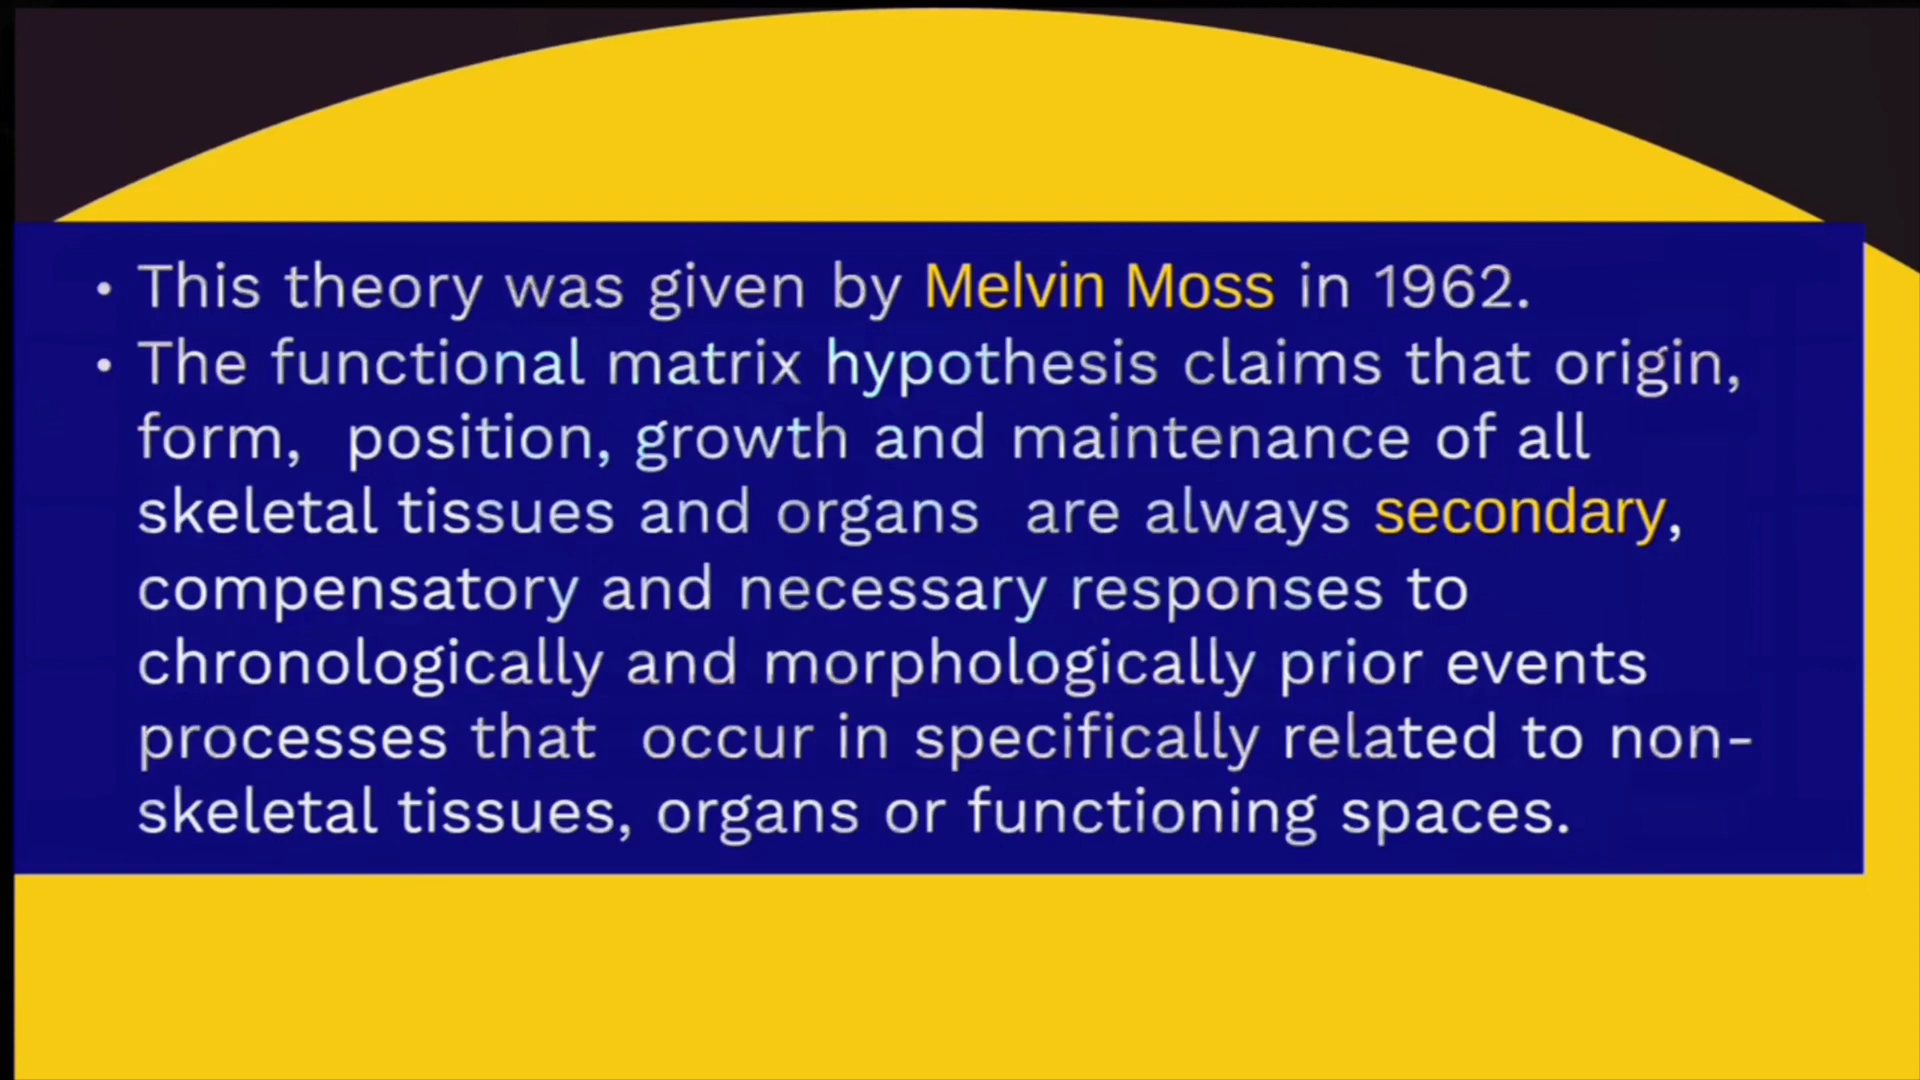 • This theory was given by Melvin Moss in 1962.
• The functional matrix hypothesis claims that origin,
form, position, growth and maintenance of all
skeletal tissues and organs are always secondary,
compensatory and necessary responses to
chronologically and morphologically prior events
processes that occur in specifically related to non-
skeletal tissues, organs or functioning spaces.